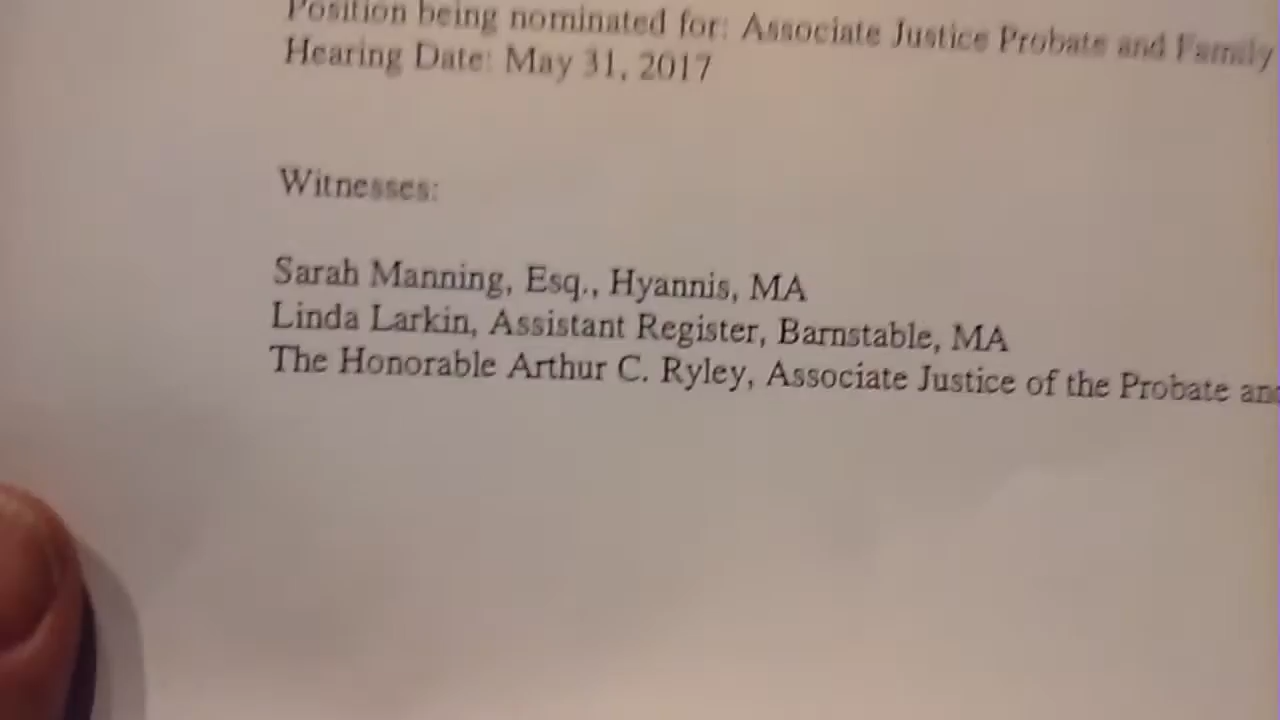 Position being nominated for: Associate Justice Probate and Family
Hearing Date: May 31, 2017
Witnesses:
Sarah Manning, Esq., Hyannis, MA
Linda Larkin, Assistant Register, Barnstable, MA
The Honorable Arthur C. Ryley, Associate Justice of the Probate and